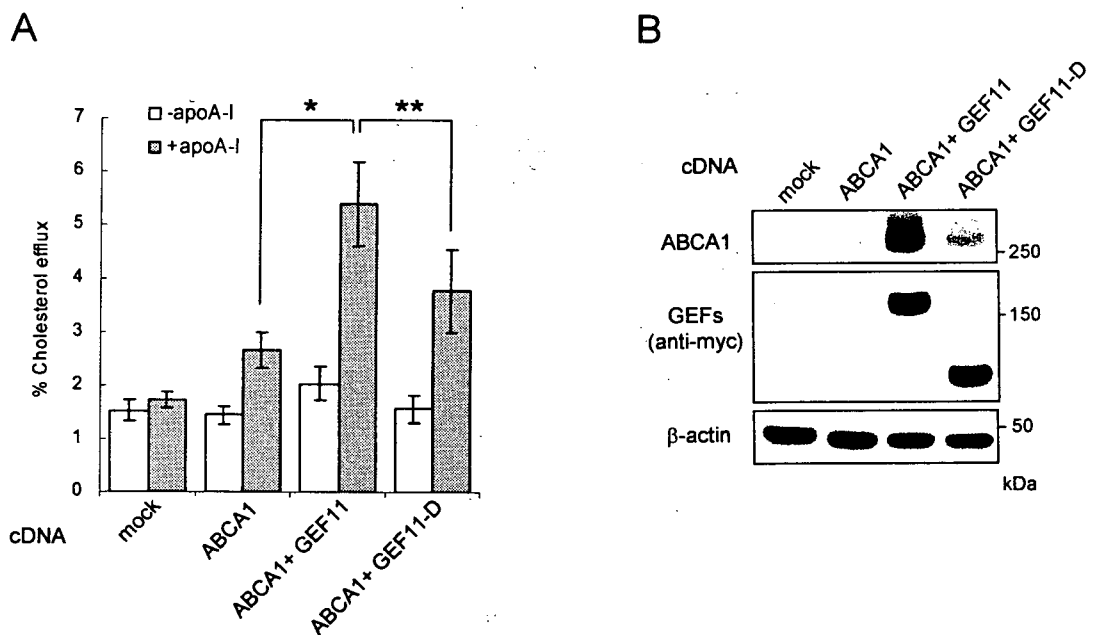 A
7
6
5
4
3
2
1
0
% Cholesterol efflux
-apoA-I
+apoA-I
*
**
cDNA
mock
ABCA1
ABCA1+ GEF11
ABCA1+ GEF11-D
B
cDNA
mock
ABCA1
ABCA1+ GEF11
ABCA1+ GEF11-D
ABCA1
250
GEFs
(anti-myc)
150
β-actin
50
kDa